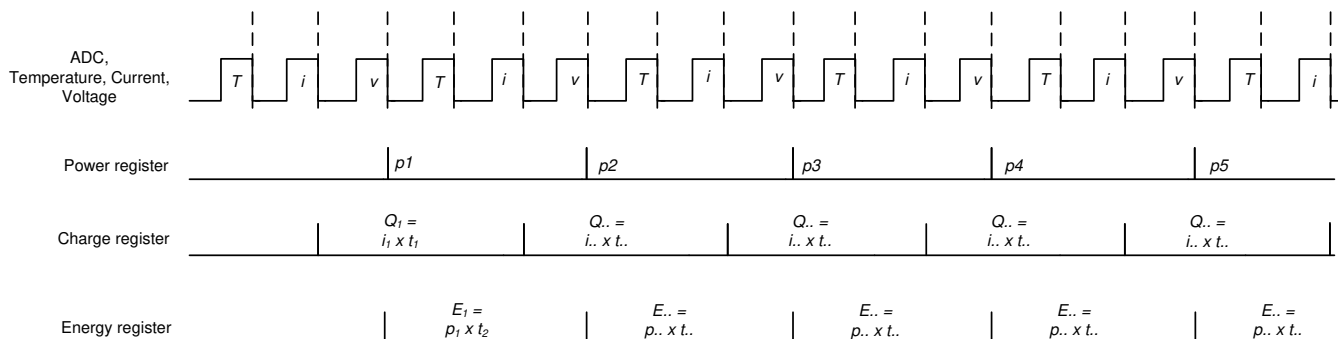 ADC,
Temperature, Current,
Voltage
T i v T i v T i v T i v T i v T i
Power register
p1 p2 p3 p4 p5
Charge register
Q1 =
i1 x t1
Q.. =
i.. x t..
Q.. =
i.. x t..
Q.. =
i.. x t..
Q.. =
i.. x t..
Energy register
E1 =
p1 x t2
E.. =
p.. x t..
E.. =
p.. x t..
E.. =
p.. x t..
E.. =
p.. x t..